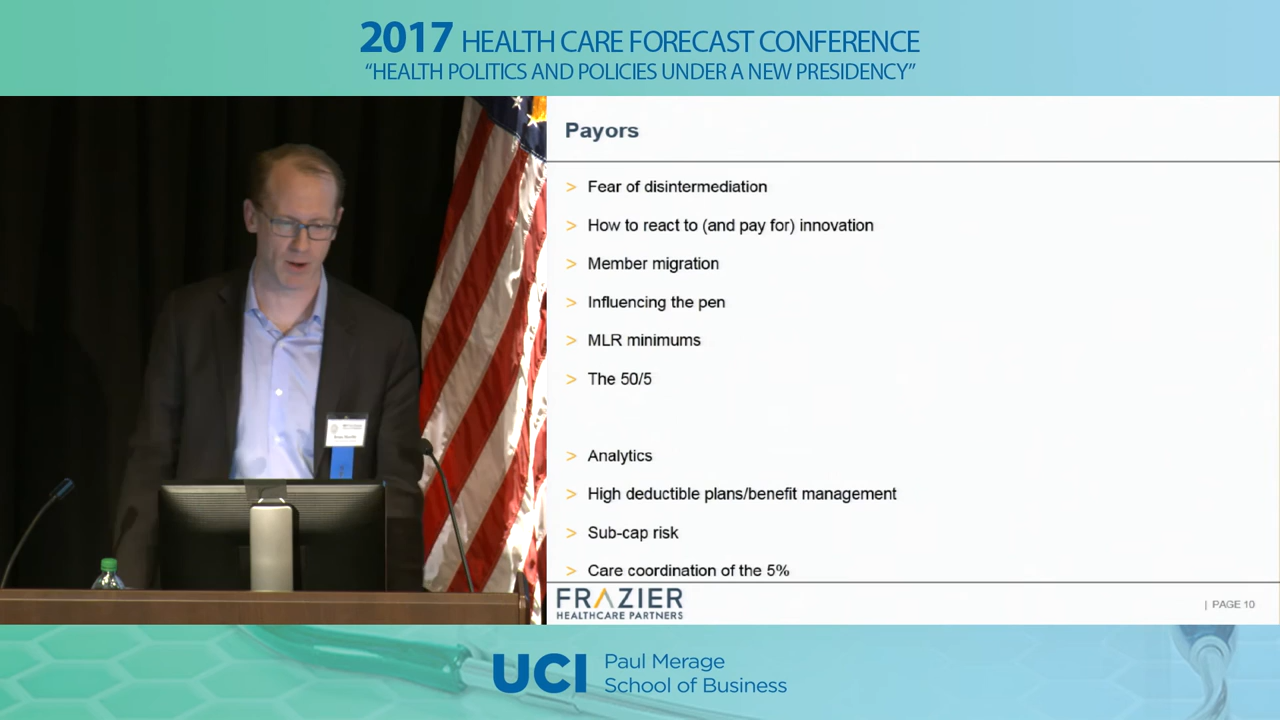 2017 HEALTH CARE FORECAST CONFERENCE
“HEALTH POLITICS AND POLICIES UNDER A NEW PRESIDENCY”
Payors
> Fear of disintermediation
> How to react to (and pay for) innovation
> Member migration
> Influencing the pen
> MLR minimums
> The 50/5
> Analytics
> High deductible plans/benefit management
> Sub-cap risk
> Care coordination of the 5%
FRAZIER
HEALTHCARE PARTNERS
| PAGE 10
UCI
Paul Merage
School of Business